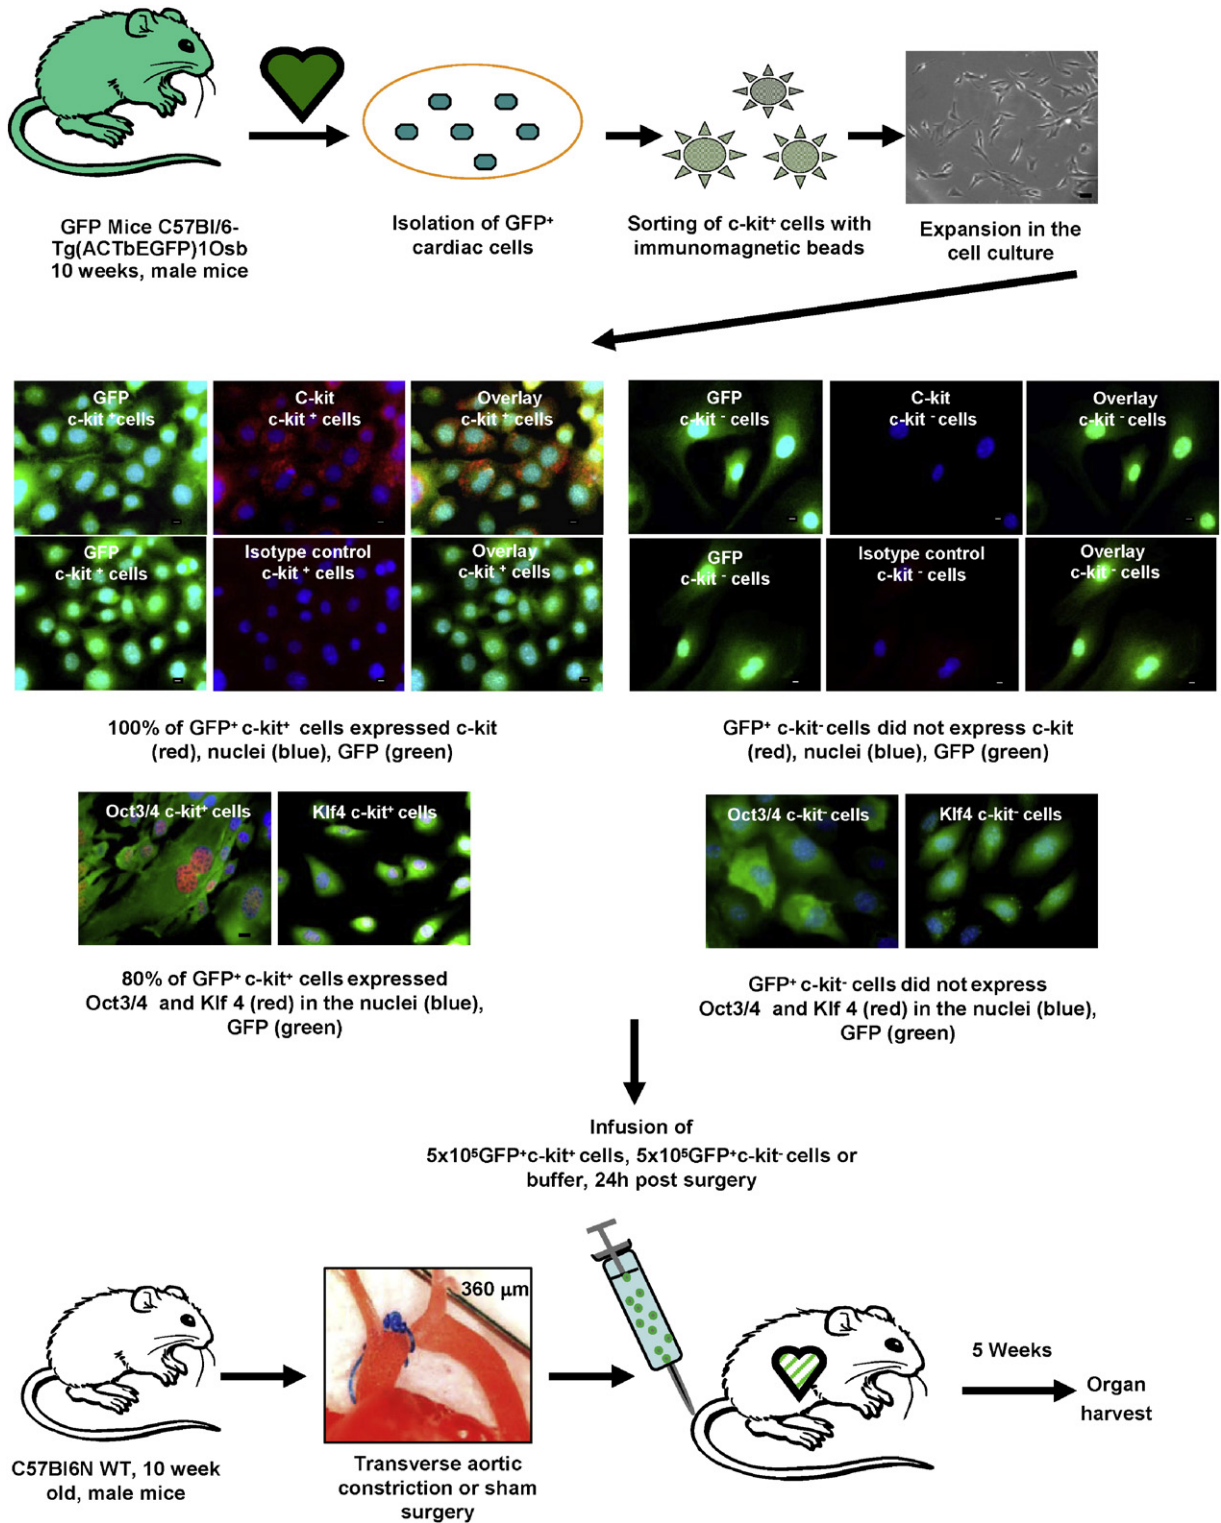 GFP Mice C57Bl/6-
Tg(ACTbEGFP)1Osb
10 weeks, male mice
Isolation of GFP⁺
cardiac cells
Sorting of c-kit⁺ cells with
immunomagnetic beads
Expansion in the
cell culture
GFP
c-kit ⁺ cells
C-kit
c-kit ⁺ cells
Overlay
c-kit ⁺ cells
GFP
c-kit ⁻ cells
C-kit
c-kit ⁻ cells
Overlay
c-kit ⁻ cells
GFP
c-kit ⁺ cells
Isotype control
c-kit ⁺ cells
Overlay
c-kit ⁺ cells
GFP
c-kit ⁻ cells
Isotype control
c-kit ⁻ cells
Overlay
c-kit ⁻ cells
100% of GFP⁺ c-kit⁺ cells expressed c-kit
(red), nuclei (blue), GFP (green)
GFP⁺ c-kit⁻ cells did not express c-kit
(red), nuclei (blue), GFP (green)
Oct3/4 c-kit⁺ cells
Klf4 c-kit⁺ cells
Oct3/4 c-kit⁻ cells
Klf4 c-kit⁻ cells
80% of GFP⁺ c-kit⁺ cells expressed
Oct3/4 and Klf 4 (red) in the nuclei (blue),
GFP (green)
GFP⁺ c-kit⁻ cells did not express
Oct3/4 and Klf 4 (red) in the nuclei (blue),
GFP (green)
Infusion of
5x10⁵GFP⁺c-kit⁺ cells, 5x10⁵GFP⁺c-kit⁻ cells or
buffer, 24h post surgery
360 µm
5 Weeks
Organ
harvest
C57Bl6N WT, 10 week
old, male mice
Transverse aortic
constriction or sham
surgery